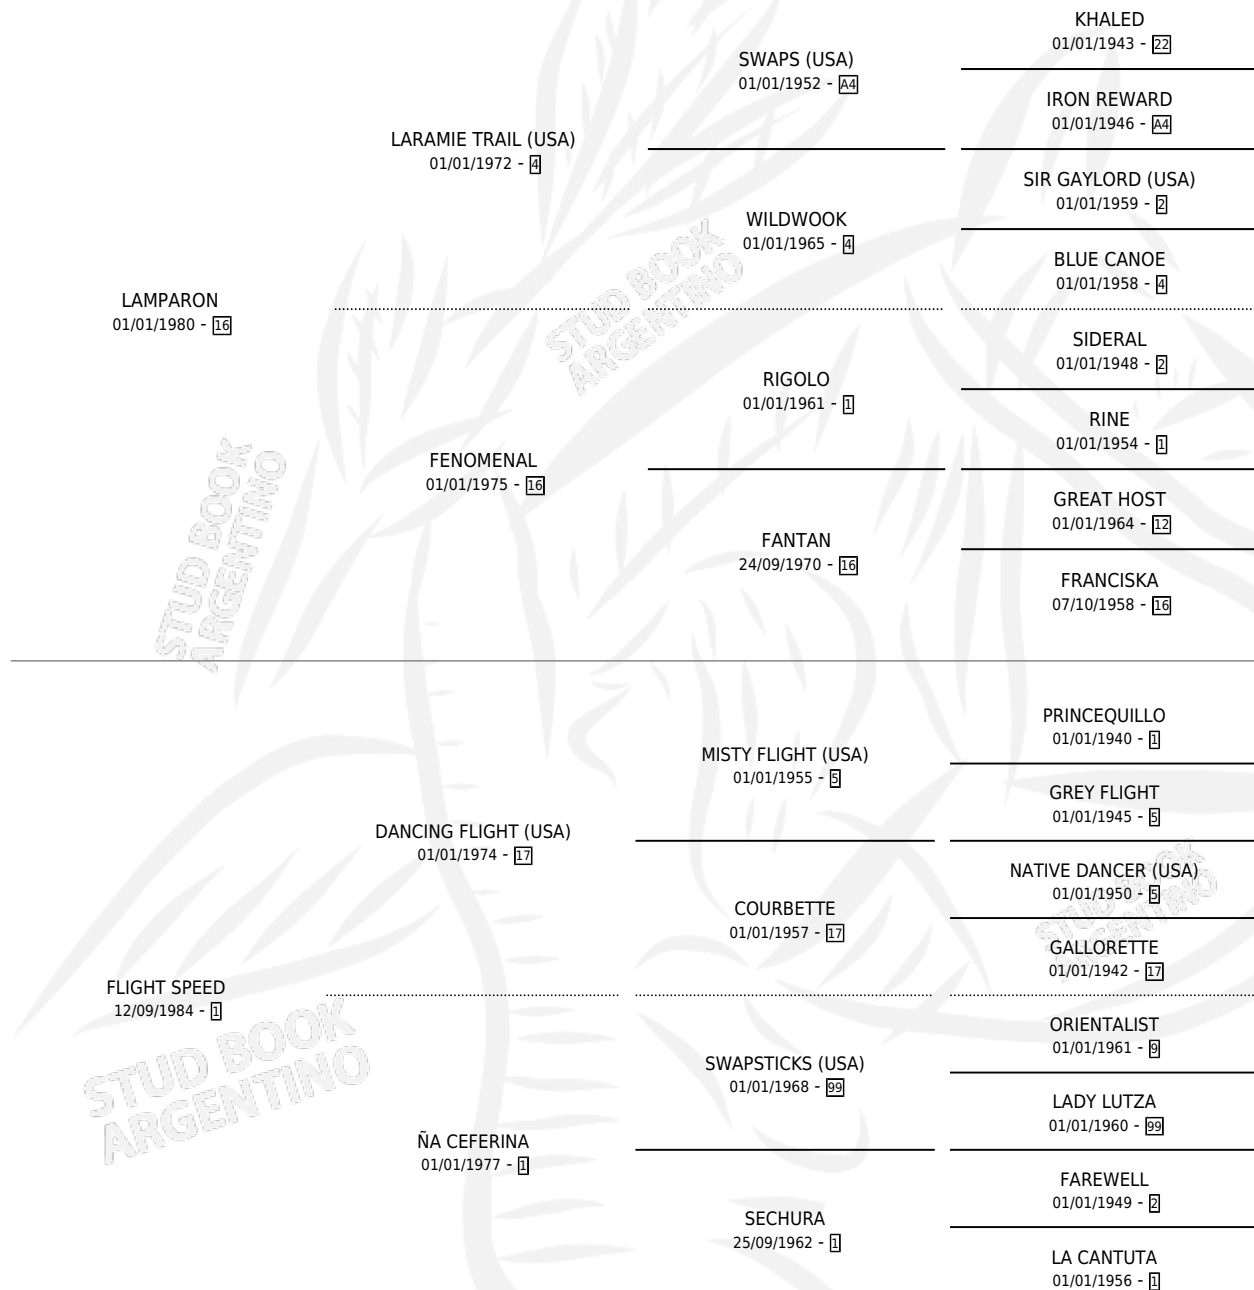 KHALED
01/01/1943 - 22
SWAPS (USA)
01/01/1952 - A4
IRON REWARD
01/01/1946 - A4
LARAMIE TRAIL (USA)
01/01/1972 - 4
SIR GAYLORD (USA)
01/01/1959 - 2
WILDWOOK
01/01/1965 - 4
BLUE CANOE
01/01/1958 - 4
LAMPARON
01/01/1980 - 16
SIDERAL
01/01/1948 - 2
RIGOLO
01/01/1961 - 1
RINE
01/01/1954 - 1
FENOMENAL
01/01/1975 - 16
GREAT HOST
01/01/1964 - 12
FANTAN
24/09/1970 - 16
FRANCISKA
07/10/1958 - 16
PRINCEQUILLO
01/01/1940 - 1
MISTY FLIGHT (USA)
01/01/1955 - 5
GREY FLIGHT
01/01/1945 - 5
DANCING FLIGHT (USA)
01/01/1974 - 17
NATIVE DANCER (USA)
01/01/1950 - 5
COURBETTE
01/01/1957 - 17
GALLORETTE
01/01/1942 - 17
FLIGHT SPEED
12/09/1984 - 1
ORIENTALIST
01/01/1961 - 9
SWAPSTICKS (USA)
01/01/1968 - 99
LADY LUTZA
01/01/1960 - 99
ÑA CEFERINA
01/01/1977 - 1
FAREWELL
01/01/1949 - 2
SECHURA
25/09/1962 - 1
LA CANTUTA
01/01/1956 - 1
STUD BOOK
ARGENTINO
STUD BOOK
ARGENTINO
STUD BOOK
ARGENTINO
STUD BOOK
ARGENTINO